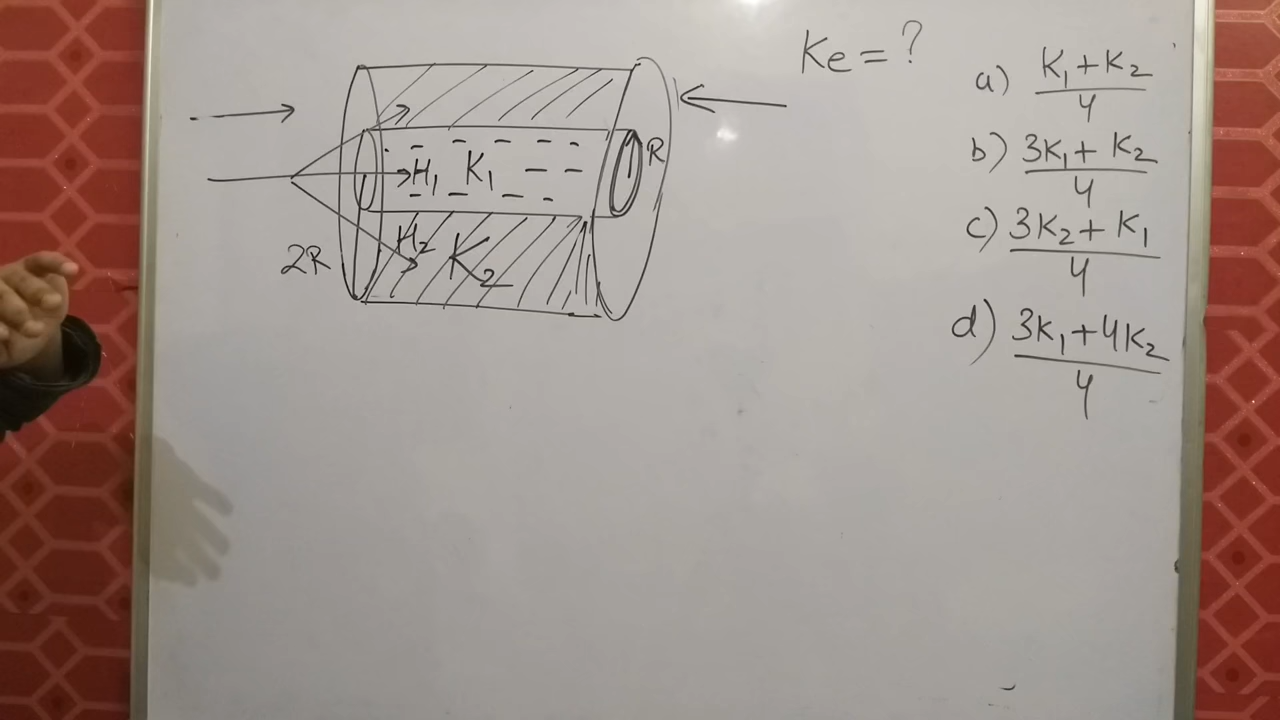 Ke = ?
a) K₁ + K₂ / 4
b) 3K₁ + K₂ / 4
c) 3K₂ + K₁ / 4
d) 3K₁ + 4K₂ / 4
R
H₁ K₁
2R
H₂ K₂